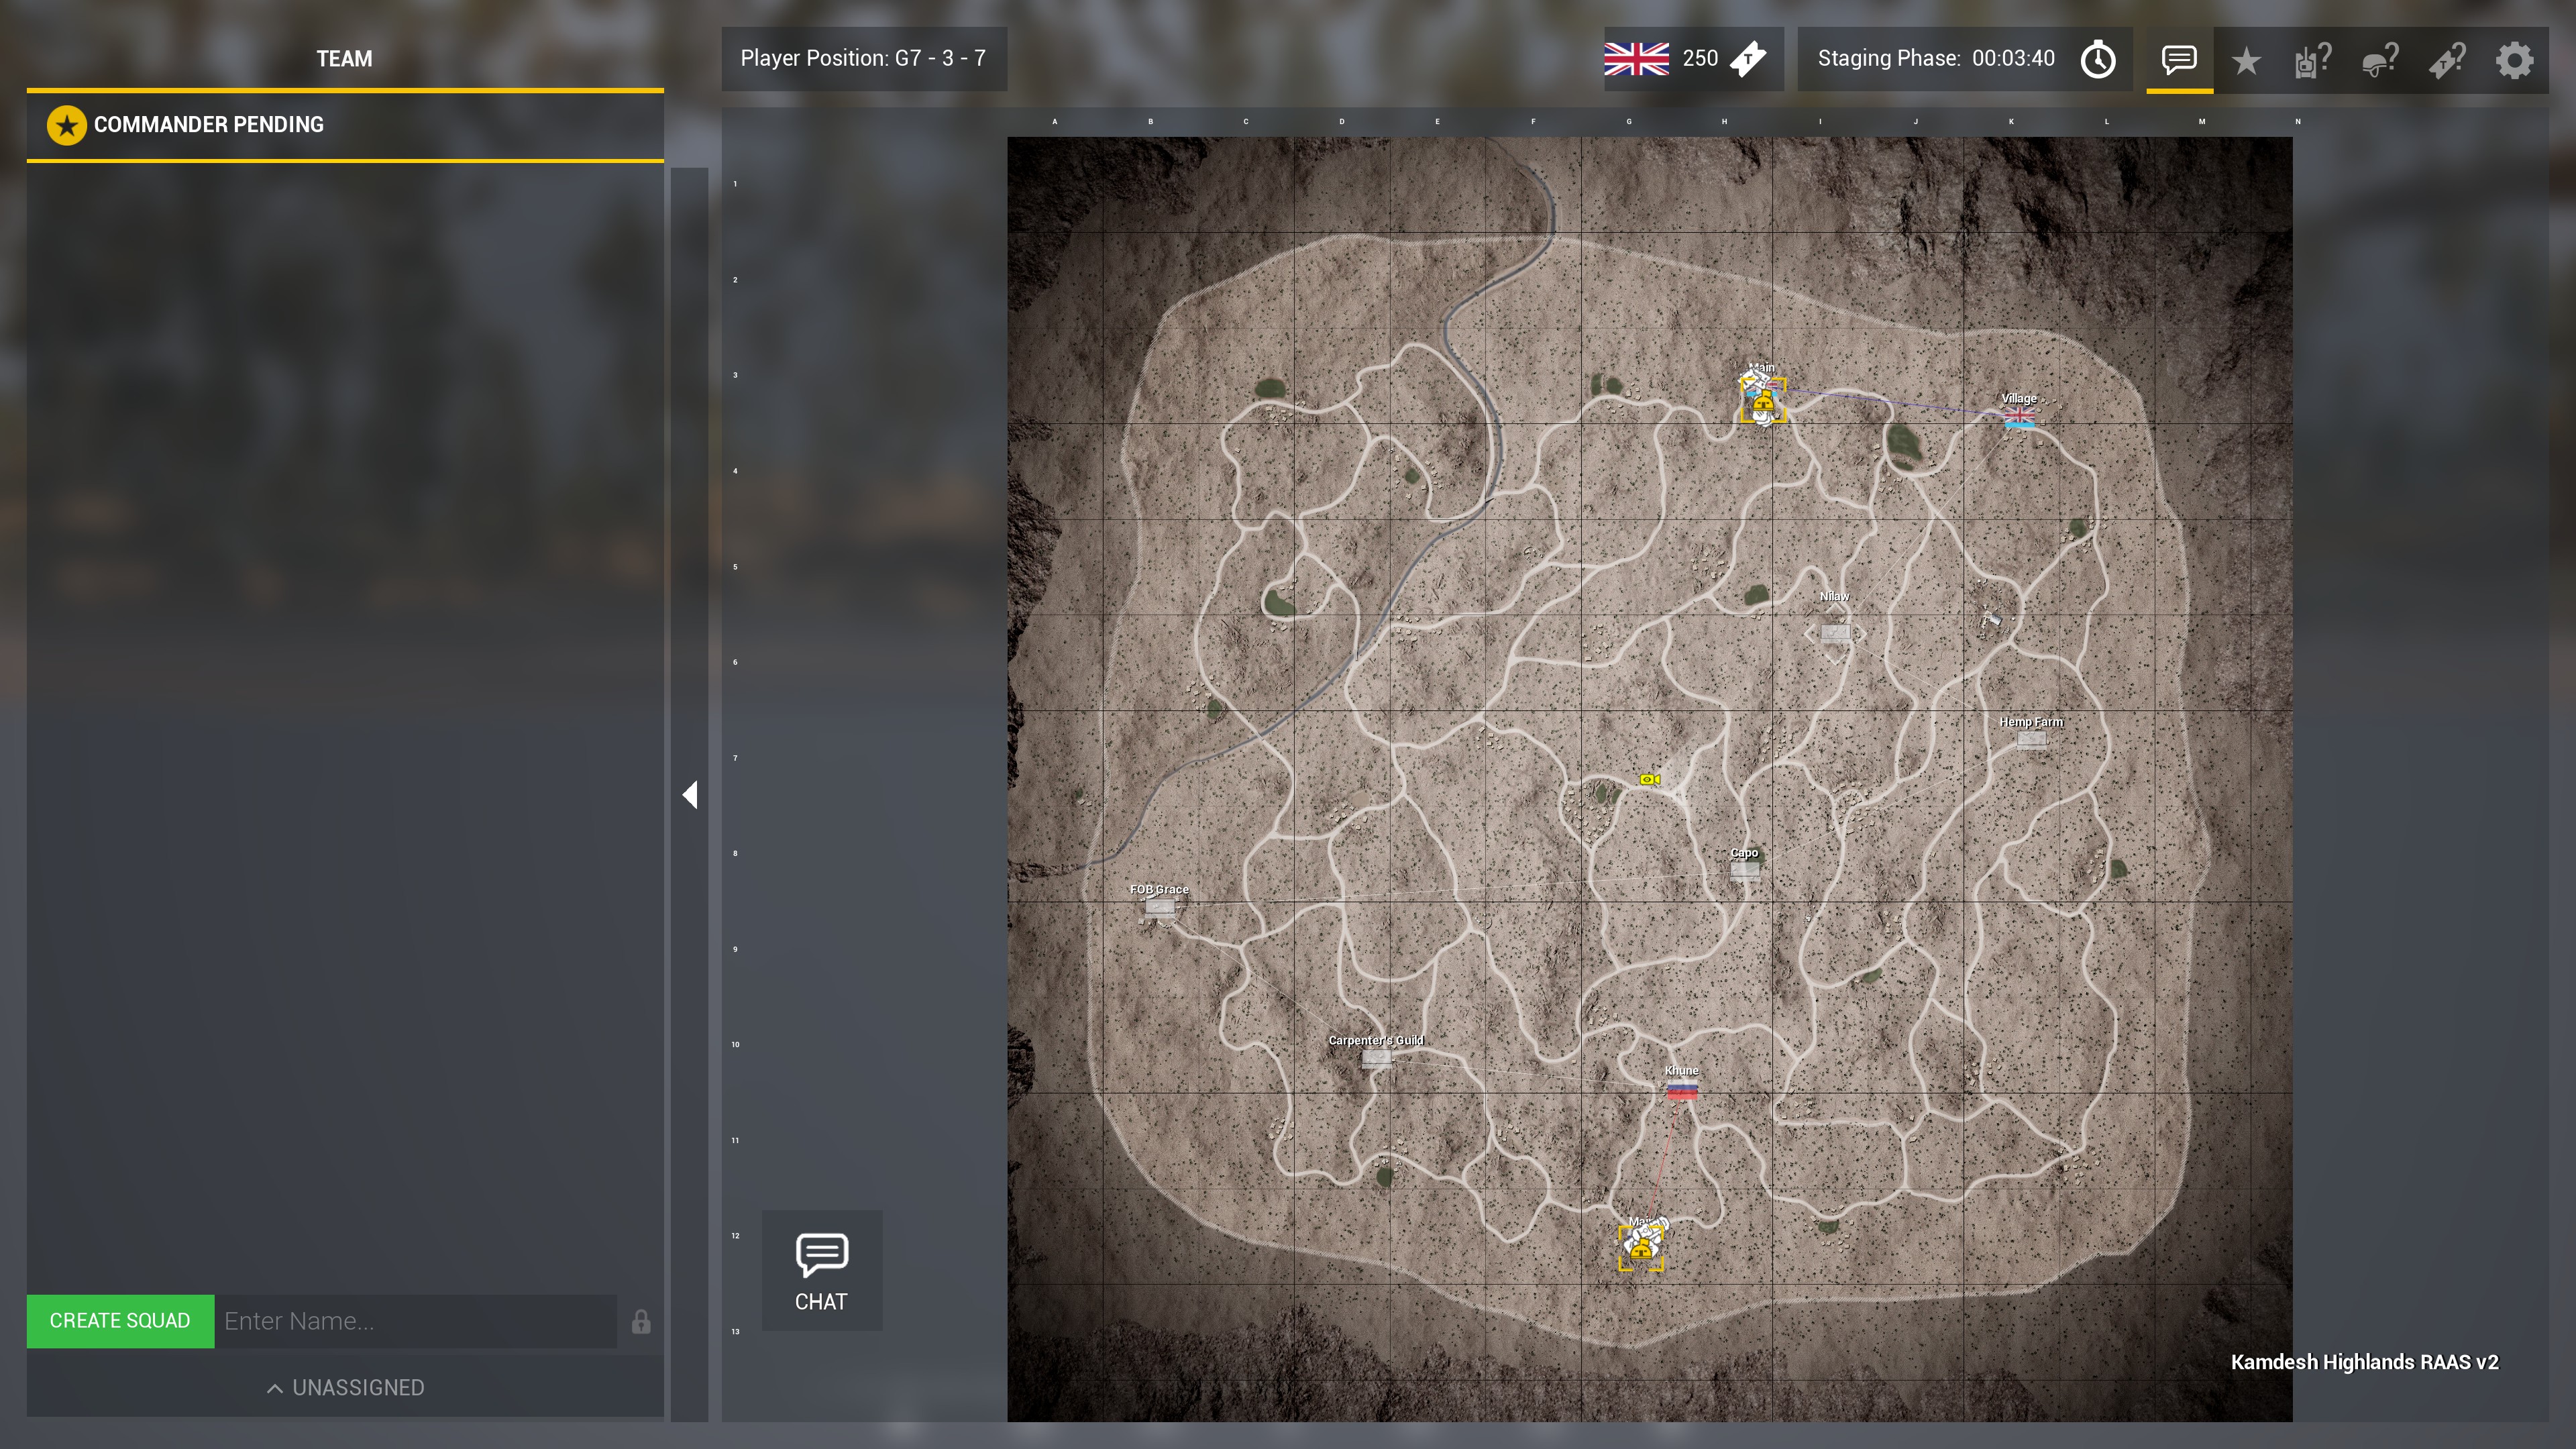 TEAM
Player Position: G7 - 3 - 7
250
Staging Phase: 00:03:40
COMMANDER PENDING
A B C D E F G H I J K L M N
1
2
3
Main
Village
4
5
Nilaw
6
Hemp Farm
7
8
Capo
FOB Grace
9
10
Carpenter's Guild
Khune
11
12
Main
CHAT
CREATE SQUAD
Enter Name...
13
Kamdesh Highlands RAAS v2
UNASSIGNED